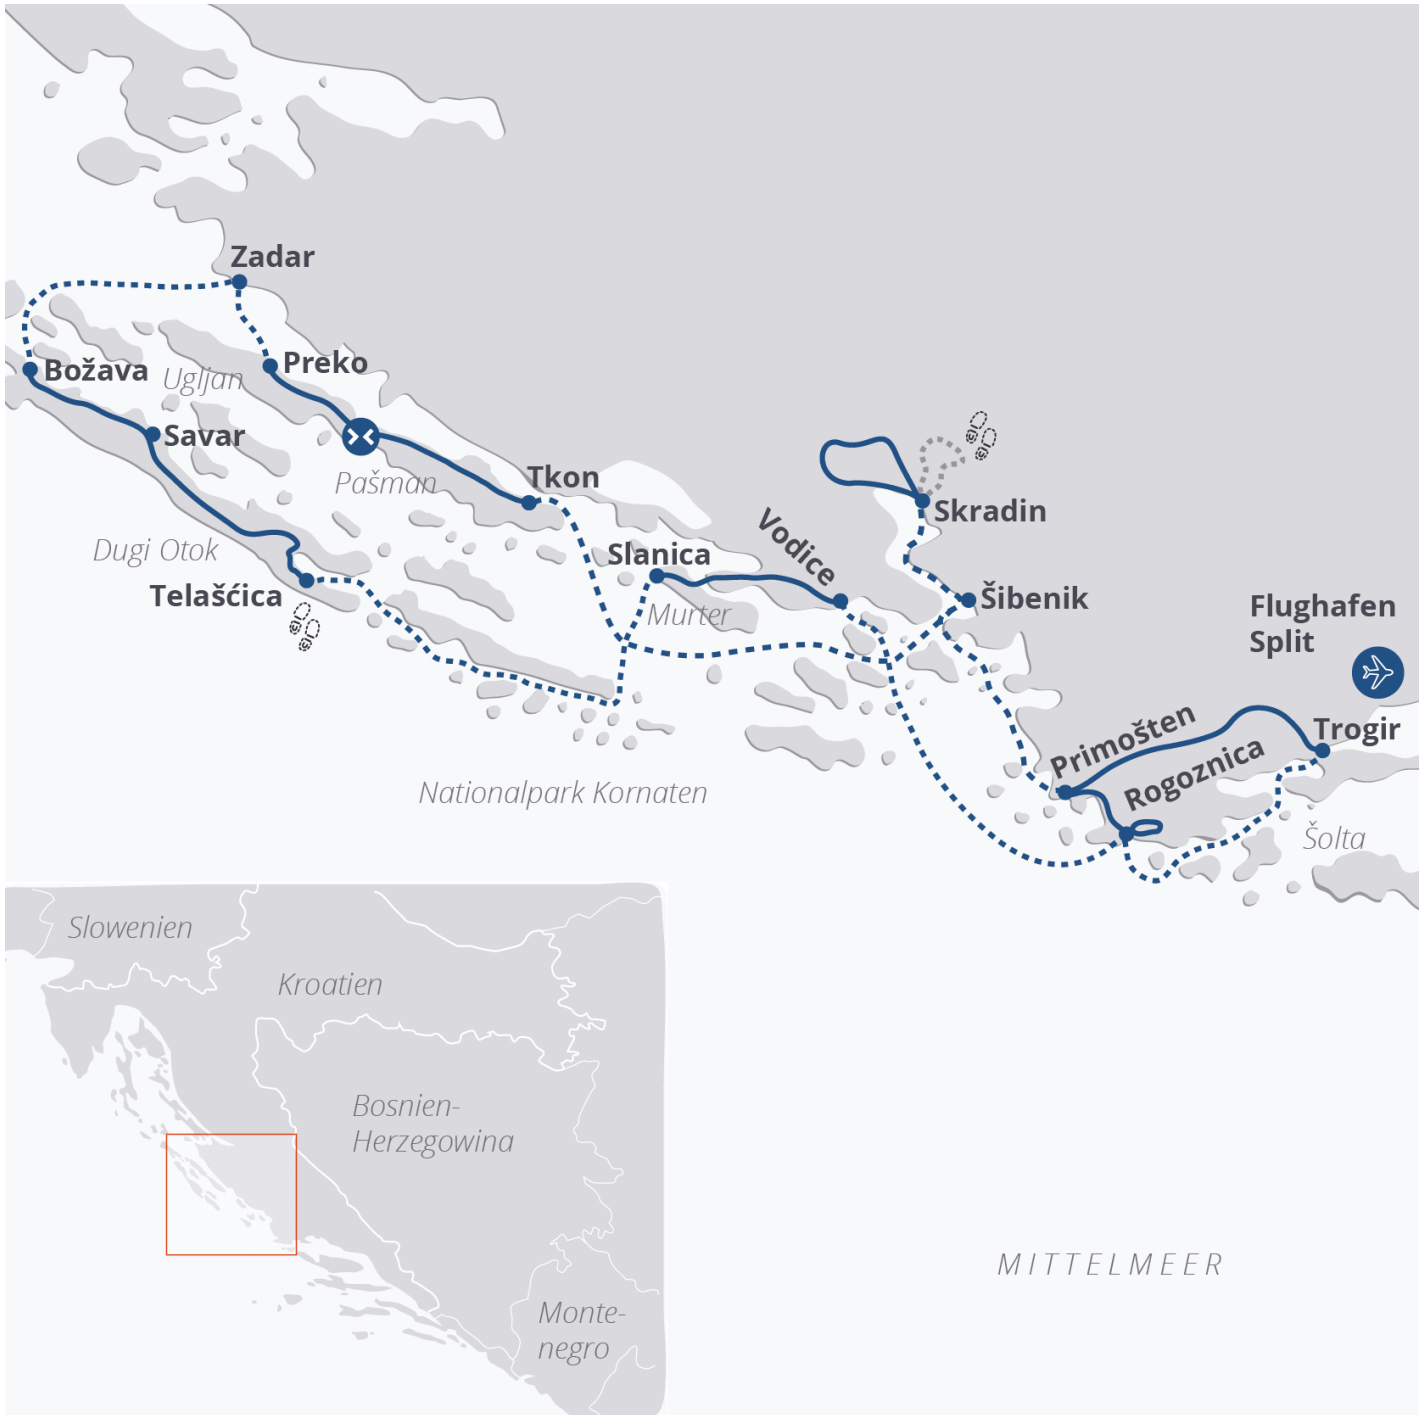 Zadar
Preko
Božava
Ugljan
Savar
Pašman
Tkon
Skradin
Vodice
Dugi Otok
Slanica
Telašćica
Murter
Šibenik
Flughafen
Split
Primošten
Trogir
Rogoznica
Nationalpark Kornaten
Šolta
Slowenien
Kroatien
Bosnien-
Herzegowina
MITTELMEER
Monte-
negro